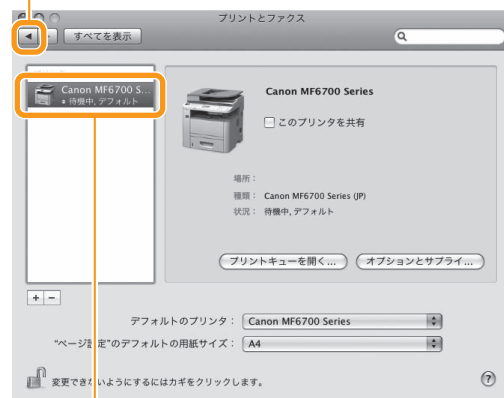 プリントとファクス
すべてを表示
Canon MF6700 S...
待機中, デフォルト
Canon MF6700 Series
このプリンタを共有
場所：
種類： Canon MF6700 Series (JP)
状況： 待機中, デフォルト
プリントキューを開く... オプションとサプライ...
+ −
デフォルトのプリンタ： Canon MF6700 Series
"ページ設定"のデフォルトの用紙サイズ： A4
変更できないようにするにはカギをクリックします。
?